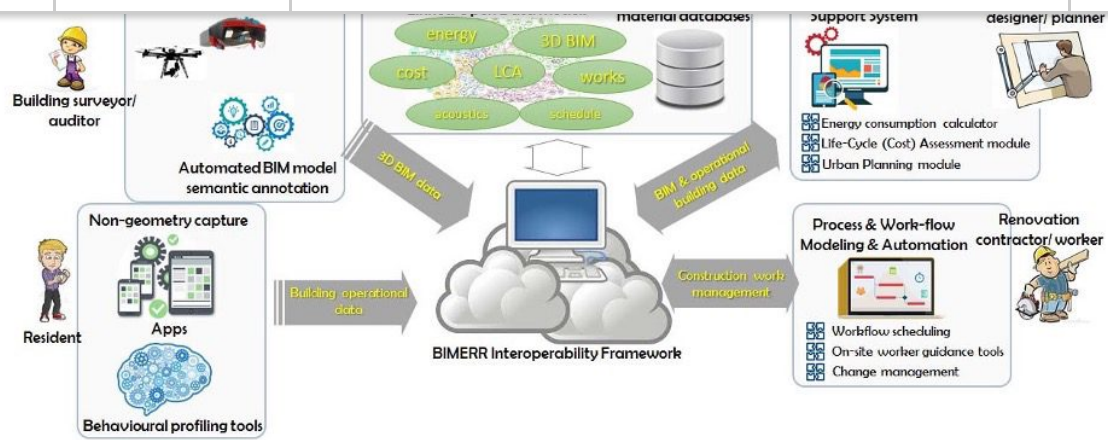 material databases
Support System
designer/ planner
energy
3D BIM
cost
LCA
works
acoustics
schedule
Building surveyor/
auditor
Automated BIM model
semantic annotation
3D BIM data
BIM & operational
building data
Energy consumption calculator
Life-Cycle (Cost) Assessment module
Urban Planning module
Non-geometry capture
Apps
Resident
Behavioural profiling tools
Building operational
data
BIMERR Interoperability Framework
Construction work
management
Process & Work-flow
Modeling & Automation
Renovation
contractor/ worker
Workflow scheduling
On-site worker guidance tools
Change management